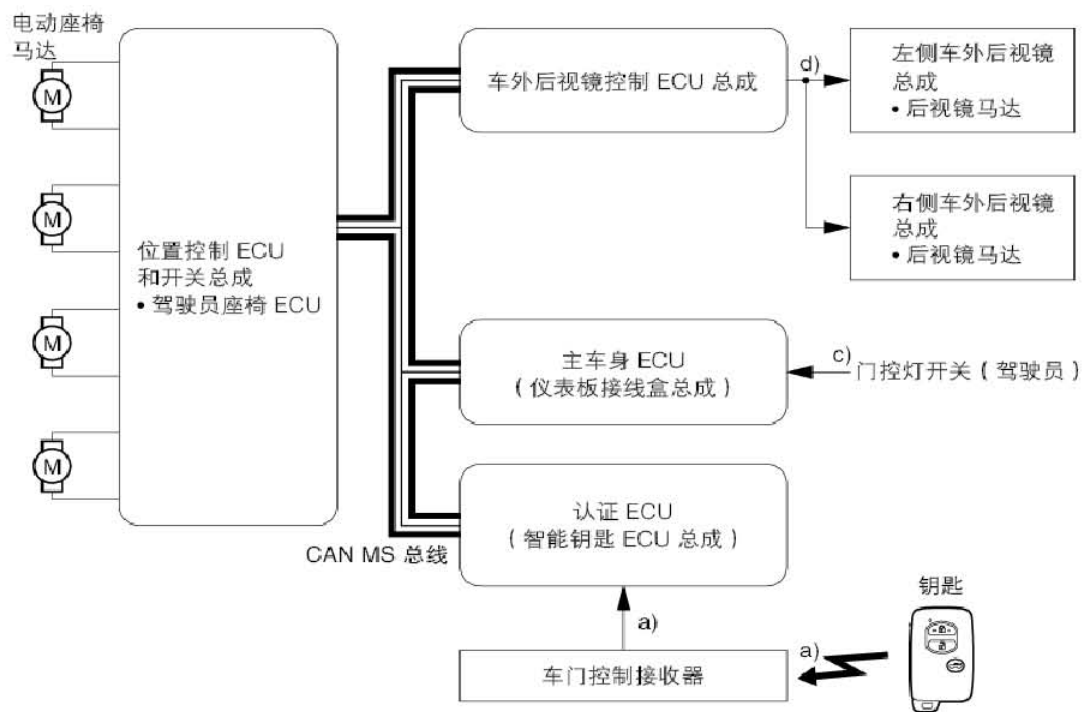 电动座椅
马达
M
M
M
M
位置控制 ECU
和开关总成
• 驾驶员座椅 ECU
车外后视镜控制 ECU 总成
d)
左侧车外后视镜
总成
• 后视镜马达
右侧车外后视镜
总成
• 后视镜马达
主车身 ECU
（仪表板接线盒总成）
c)
门控灯开关（驾驶员）
认证 ECU
（智能钥匙 ECU 总成）
CAN MS 总线
a)
车门控制接收器
a)
钥匙